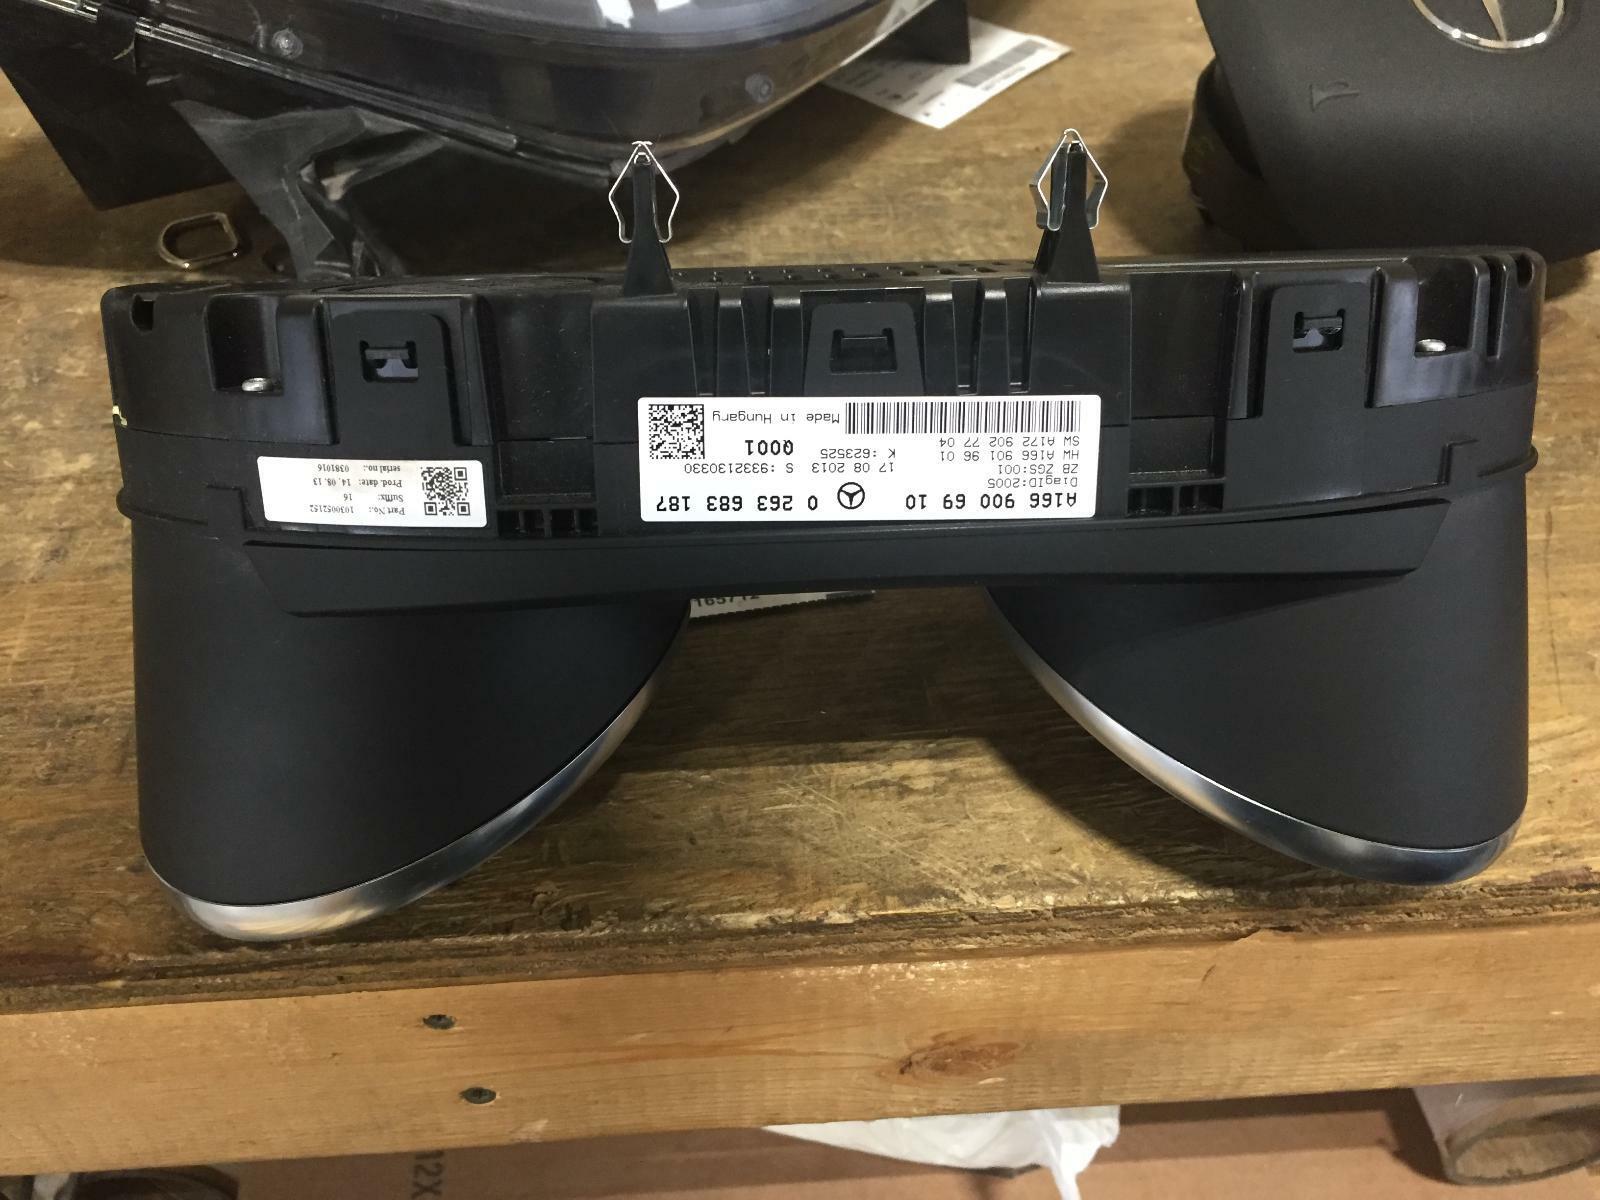 A166 900 69 10 0 263 683 187
DiagID:2005
ZB ZGS:001
HW A166 901 96 01
SW A172 902 77 04
17 08 2013 S :9332130330
K :623525
Q001
Made in Hungary
Part No.: 1030052152
Suffix: 16
Prod. date: 14. 08. 13
serial no.: 0381016
165712
12X